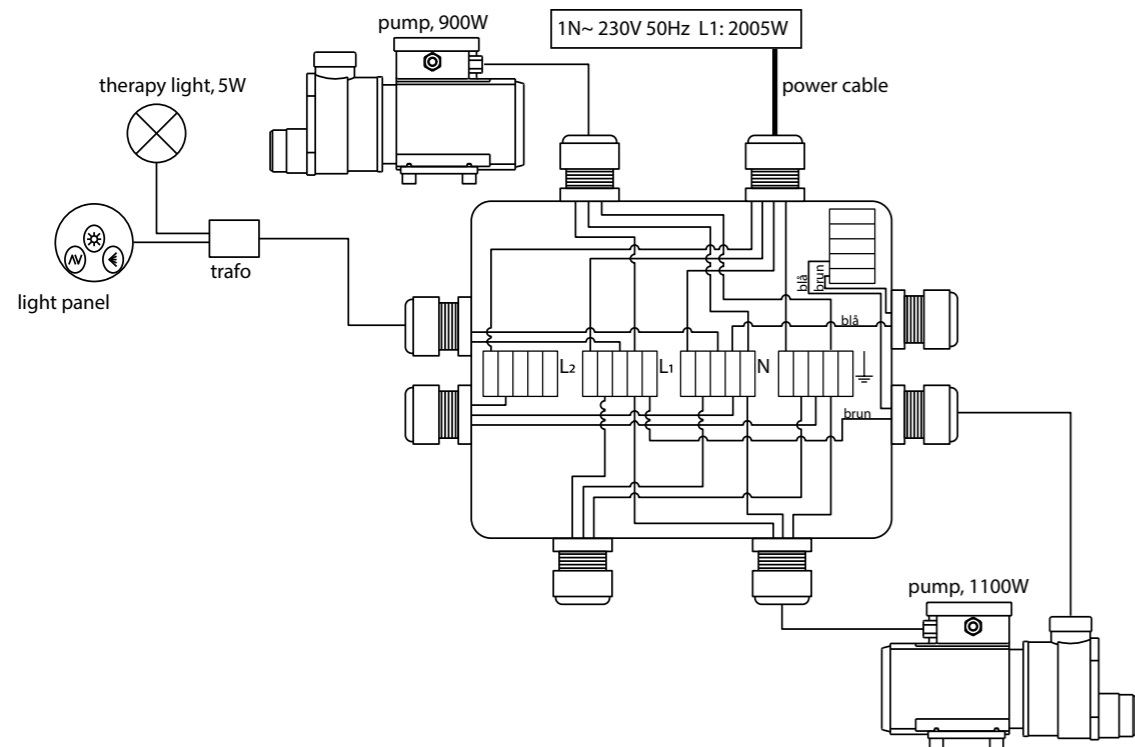 pump, 900W
1N~ 230V 50Hz L1: 2005W
therapy light, 5W
power cable
light panel
trafo
blå
brun
blå
L2
L1
N
brun
pump, 1100W